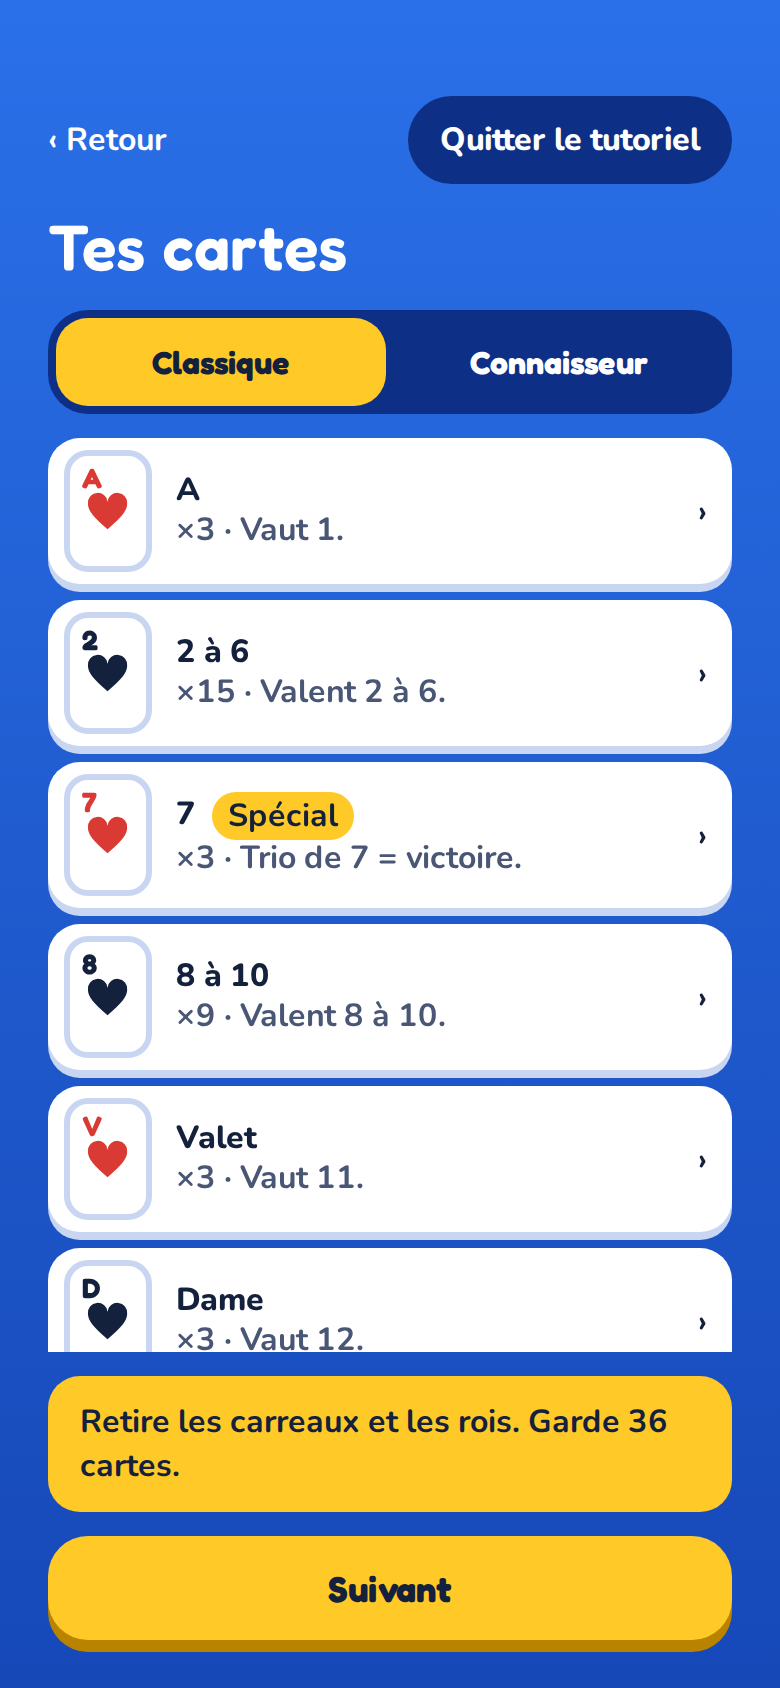 ‹ Retour
Quitter le tutoriel
Tes cartes
Classique
Connaisseur
A
A
×3 · Vaut 1.
›
2
2 à 6
×15 · Valent 2 à 6.
›
7
7 Spécial
×3 · Trio de 7 = victoire.
›
8
8 à 10
×9 · Valent 8 à 10.
›
V
Valet
×3 · Vaut 11.
›
D
Dame
×3 · Vaut 12.
›
Retire les carreaux et les rois. Garde 36
cartes.
Suivant